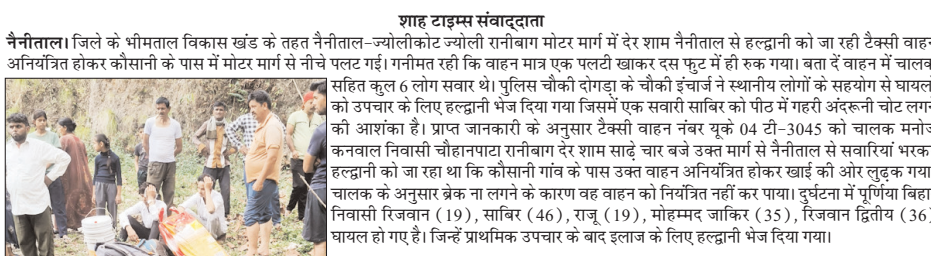 शाह टाइम्स संवाद्दाता
नैनीताल। जिले के भीमताल विकास खंड के तहत नैनीताल-ज्योलीकोट ज्योली रानीबाग मोटर मार्ग में देर शाम नैनीताल से हल्द्वानी को जा रही टैक्सी वाहन
अनियंत्रित होकर कौसानी के पास में मोटर मार्ग से नीचे पलट गई। गनीमत रही कि वाहन मात्र एक पलटी खाकर दस फुट में ही रुक गया। बता दें वाहन में चालक
सहित कुल 6 लोग सवार थे। पुलिस चौकी दोगड़ा के चौकी इंचार्ज ने स्थानीय लोगों के सहयोग से घायलों
को उपचार के लिए हल्द्वानी भेज दिया गया जिसमें एक सवारी साबिर को पीठ में गहरी अंदरूनी चोट लगने
की आशंका है। प्राप्त जानकारी के अनुसार टैक्सी वाहन नंबर यूके 04 टी-3045 को चालक मनोज
कनवाल निवासी चौहानपाटा रानीबाग देर शाम साढ़े चार बजे उक्त मार्ग से नैनीताल से सवारियां भरकर
हल्द्वानी को जा रहा था कि कौसानी गांव के पास उक्त वाहन अनियंत्रित होकर खाई की ओर लुढ़क गया
चालक के अनुसार ब्रेक ना लगने के कारण वह वाहन को नियंत्रित नहीं कर पाया। दुर्घटना में पूर्णिया बिहार
निवासी रिजवान (19), साबिर (46), राजू (19), मोहम्मद जाकिर (35), रिजवान द्वितीय (36)
घायल हो गए है। जिन्हें प्राथमिक उपचार के बाद इलाज के लिए हल्द्वानी भेज दिया गया।